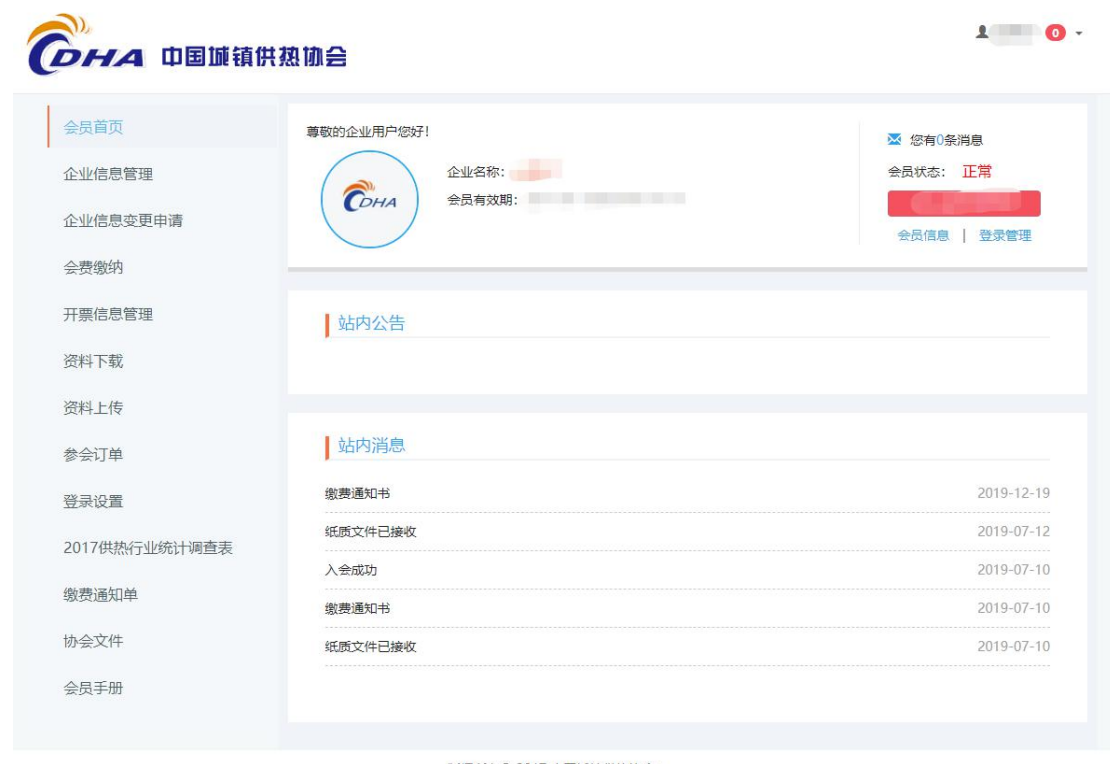 CDHA 中国城镇供热协会
0
会员首页
企业信息管理
企业信息变更申请
会费缴纳
开票信息管理
资料下载
资料上传
参会订单
登录设置
2017供热行业统计调查表
缴费通知单
协会文件
会员手册
尊敬的企业用户您好!
CDHA
企业名称:
会员有效期:
您有0条消息
会员状态: 正常
会员信息 | 登录管理
站内公告
站内消息
缴费通知书 2019-12-19
纸质文件已接收 2019-07-12
入会成功 2019-07-10
缴费通知书 2019-07-10
纸质文件已接收 2019-07-10